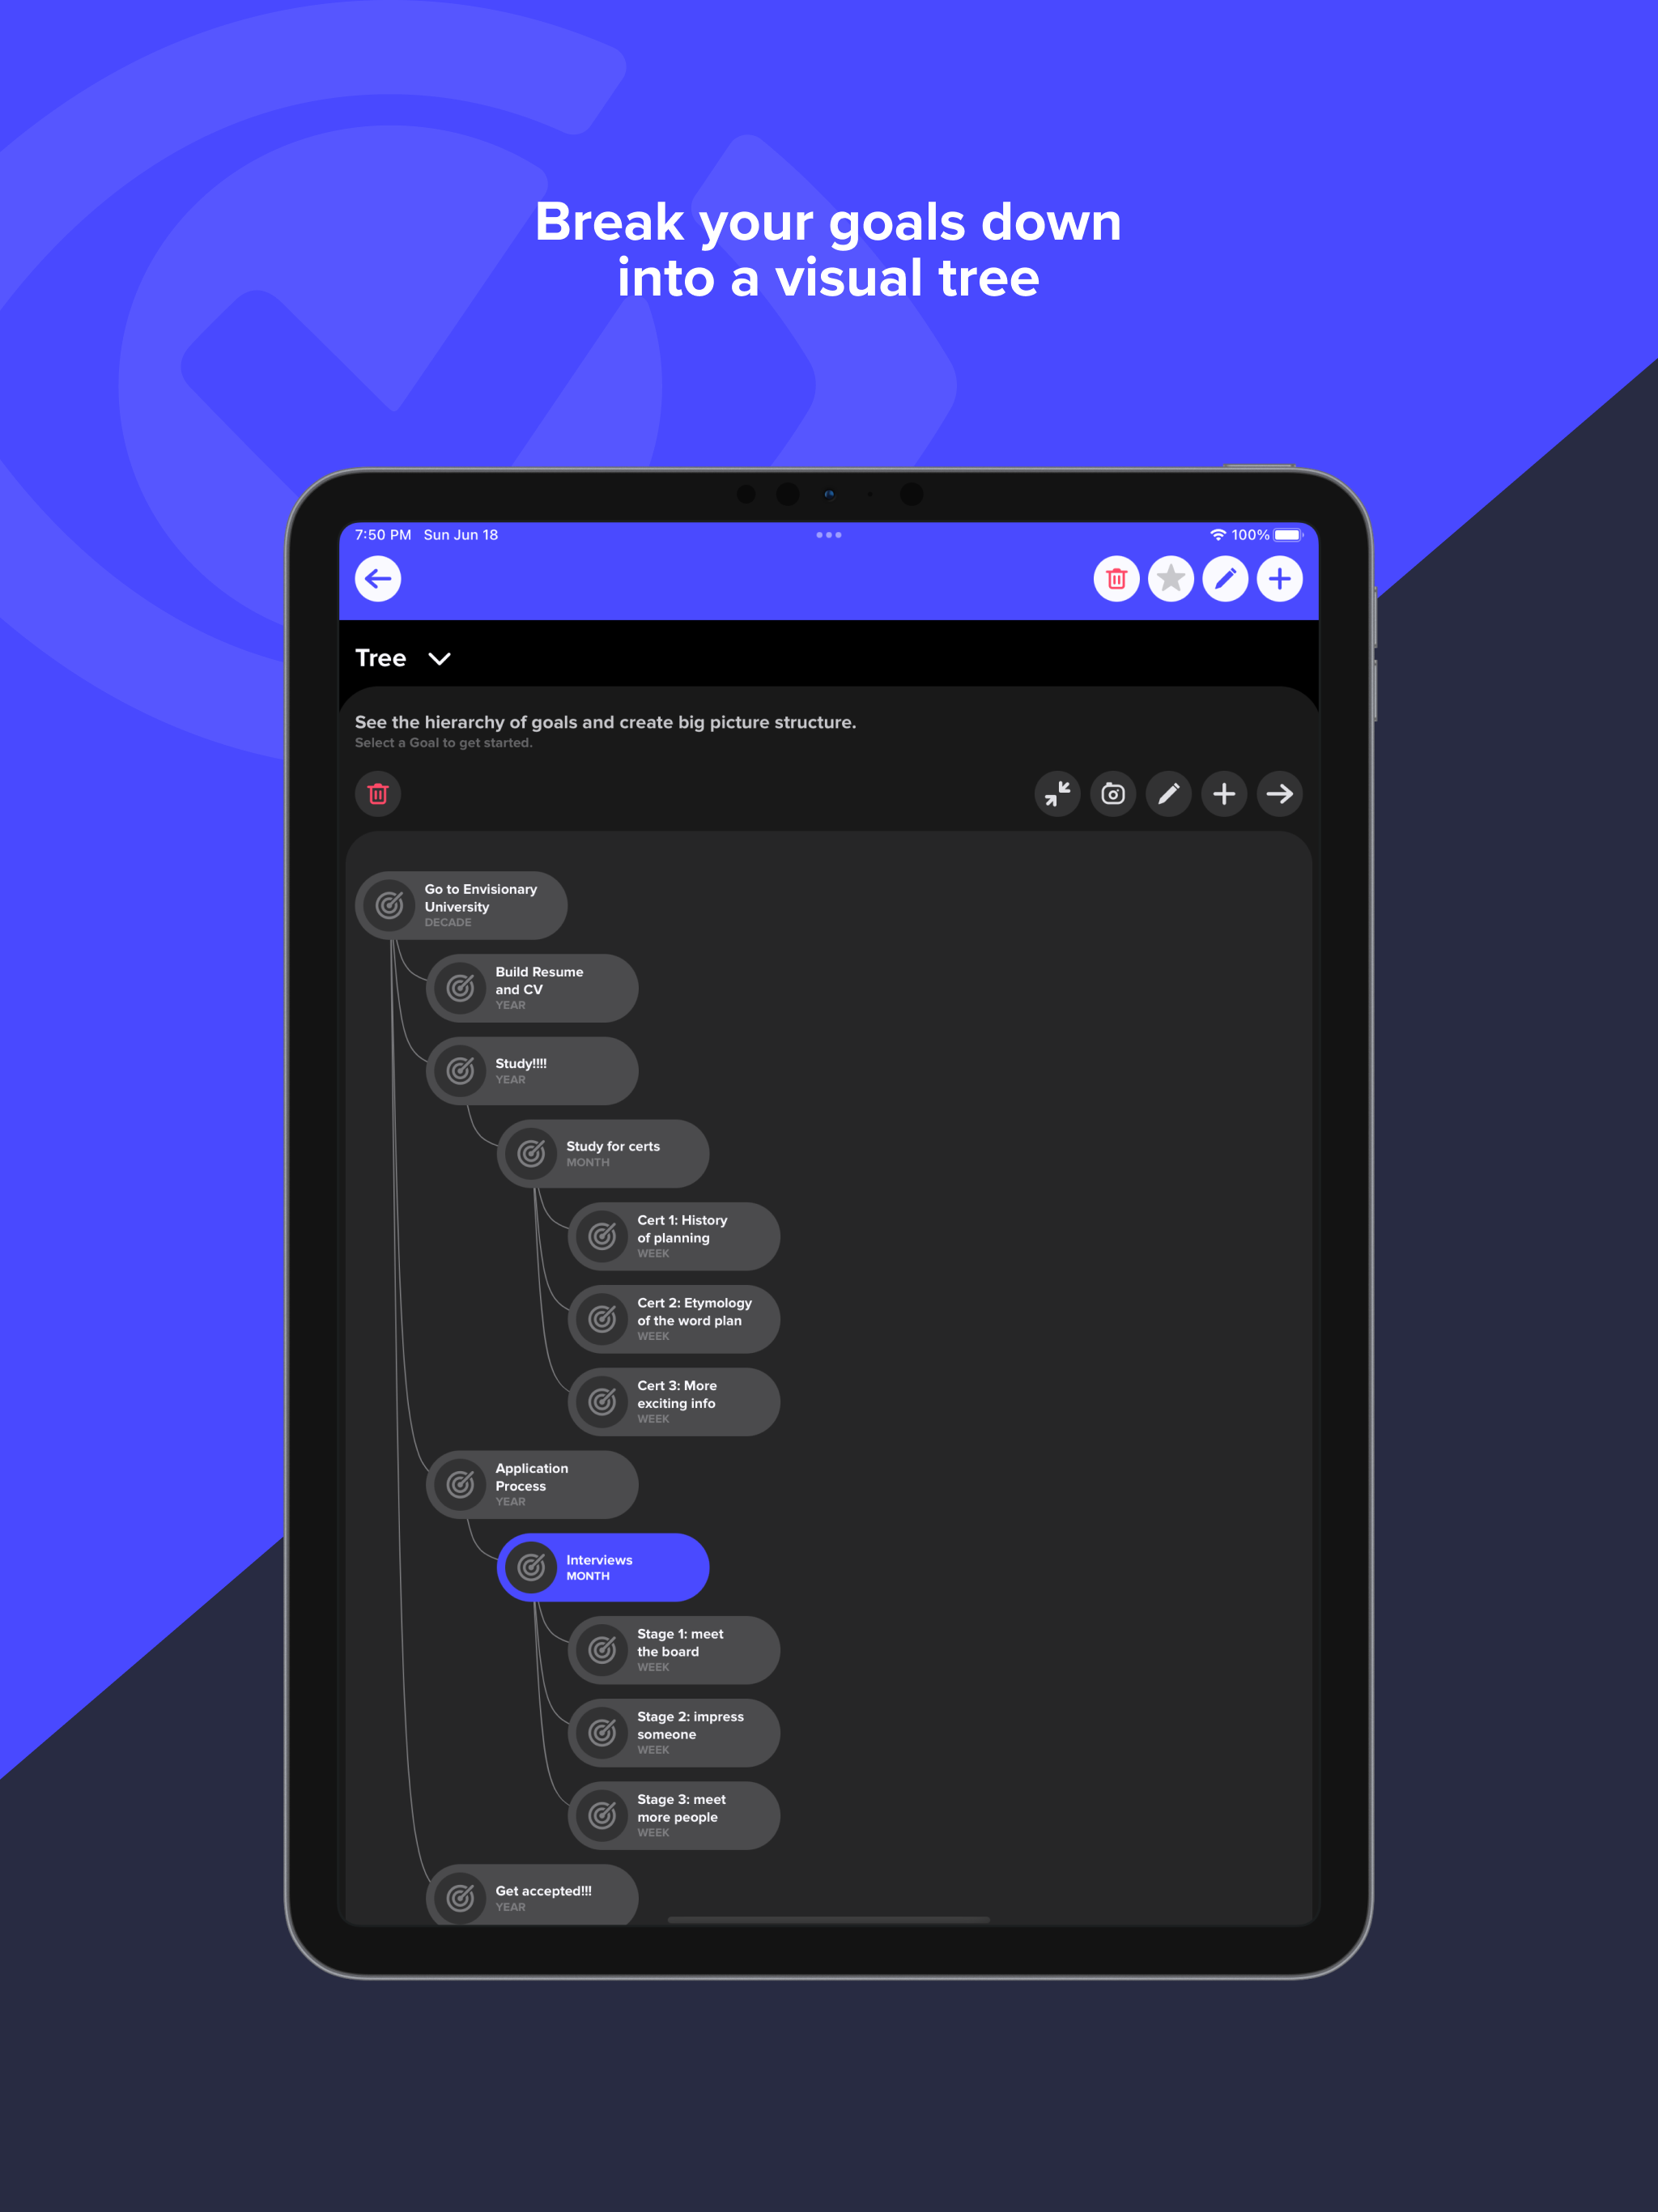 Break your goals down
into a visual tree
7:50 PM Sun Jun 18
100%
Tree
See the hierarchy of goals and create big picture structure.
Select a Goal to get started.
Go to Envisionary
University
DECADE
Build Resume
and CV
YEAR
Study!!!!
YEAR
Study for certs
MONTH
Cert 1: History
of planning
WEEK
Cert 2: Etymology
of the word plan
WEEK
Cert 3: More
exciting info
WEEK
Application
Process
YEAR
Interviews
MONTH
Stage 1: meet
the board
WEEK
Stage 2: impress
someone
WEEK
Stage 3: meet
more people
WEEK
Get accepted!!!
YEAR